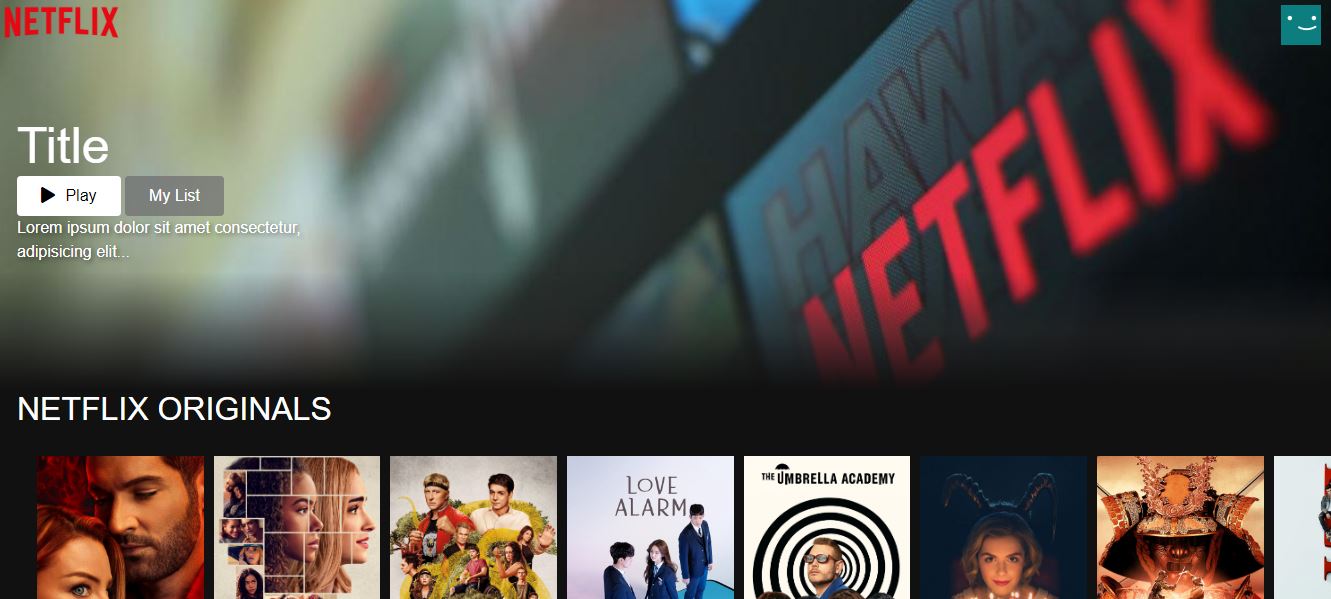 NETFLIX
HAWA
NETFLIX
Title
Play
My List
Lorem ipsum dolor sit amet consectetur,
adipisicing elit...
NETFLIX ORIGINALS
LOVE
ALARM
THE UMBRELLA ACADEMY